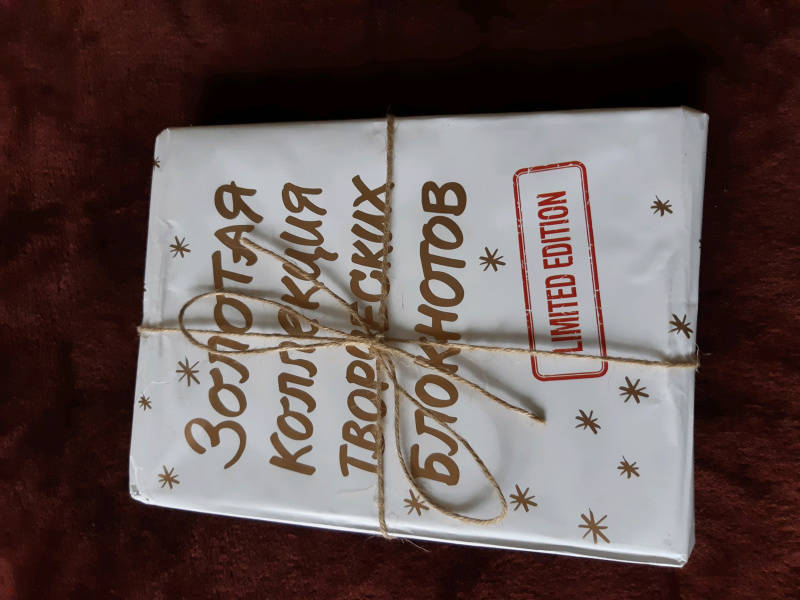 Золотая
коллекция
творческих
блокнотов
LIMITED EDITION